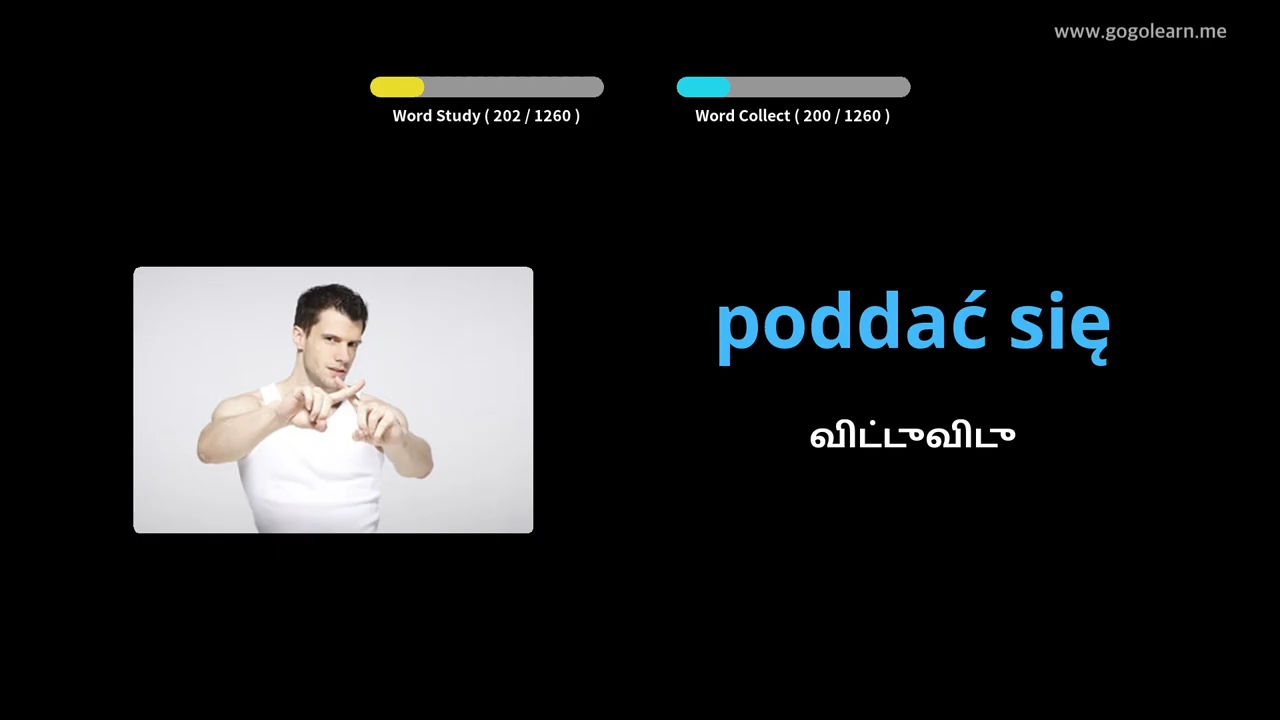 www.gogolearn.me
Word Study ( 202 / 1260 )
Word Collect ( 200 / 1260 )
poddać się
விட்டுவிடு